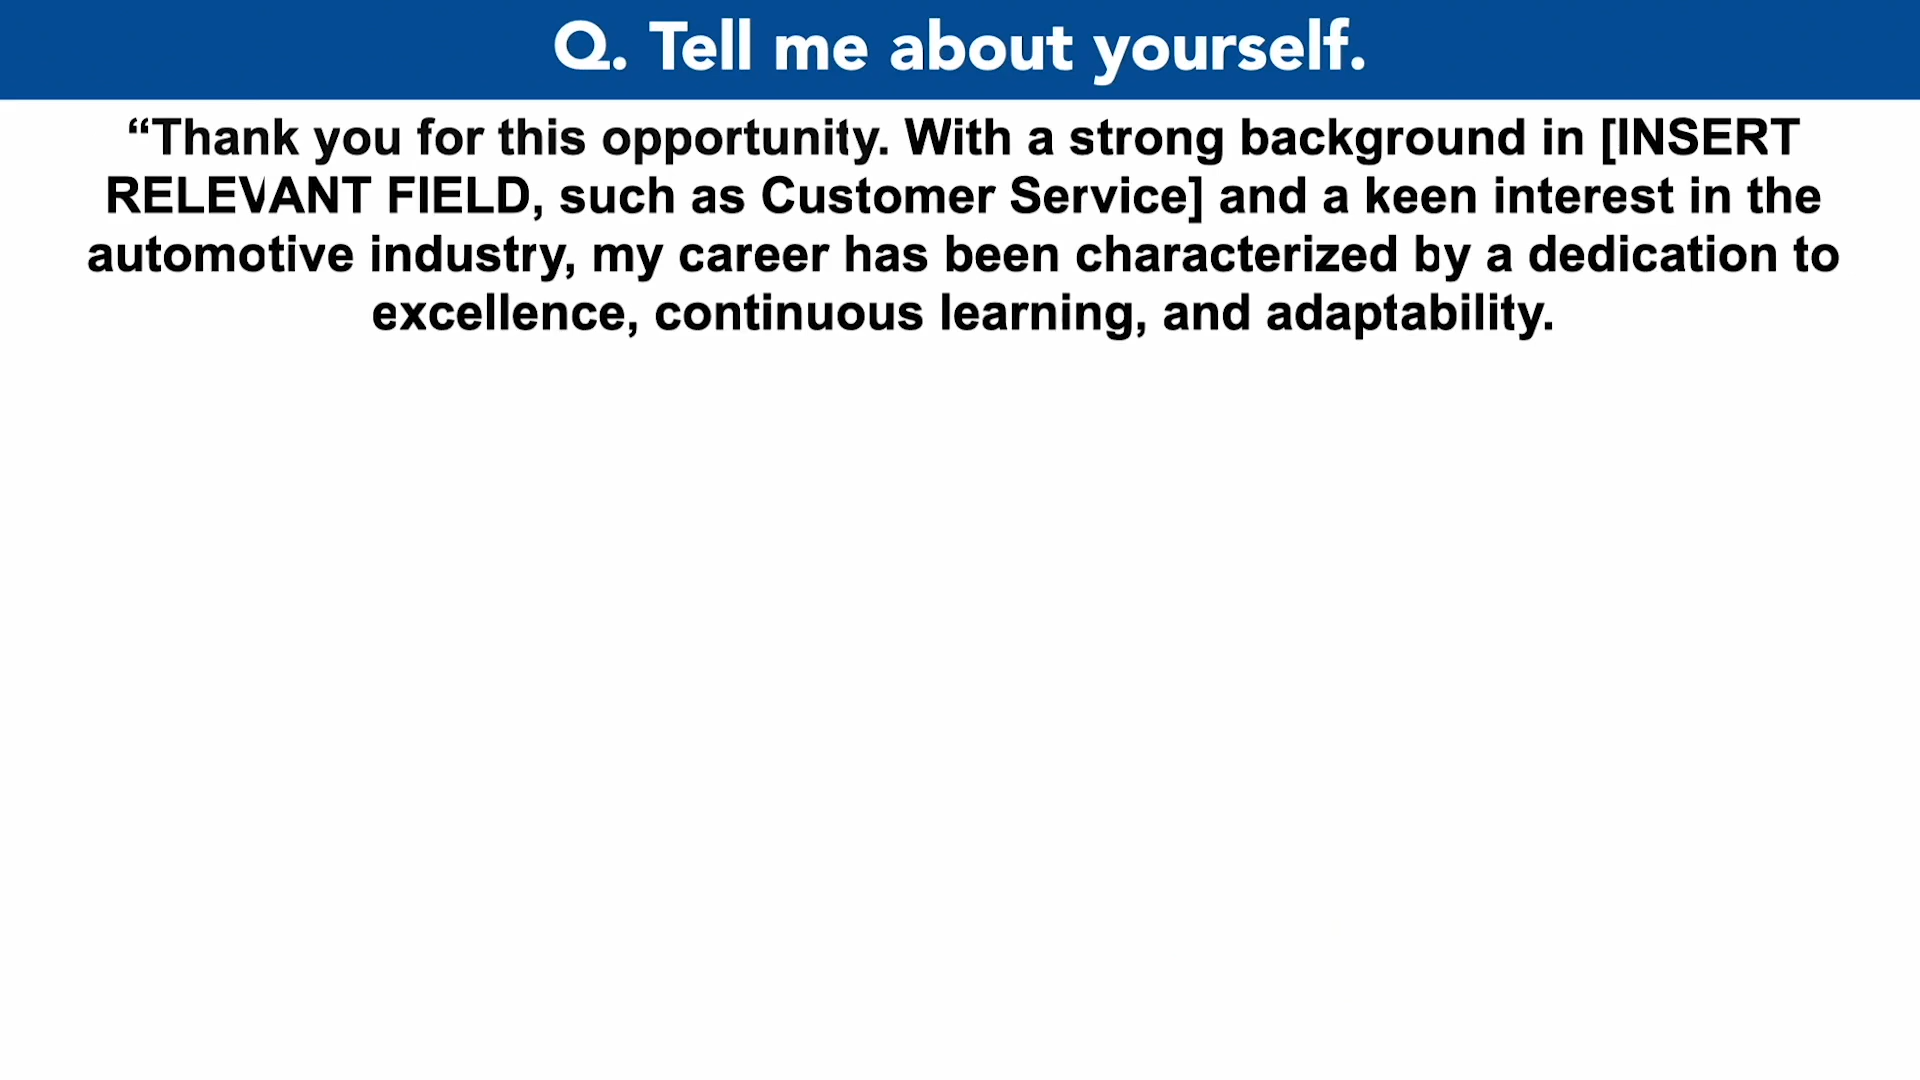 Q. Tell me about yourself.
“Thank you for this opportunity. With a strong background in [INSERT
RELEVANT FIELD, such as Customer Service] and a keen interest in the
automotive industry, my career has been characterized by a dedication to
excellence, continuous learning, and adaptability.